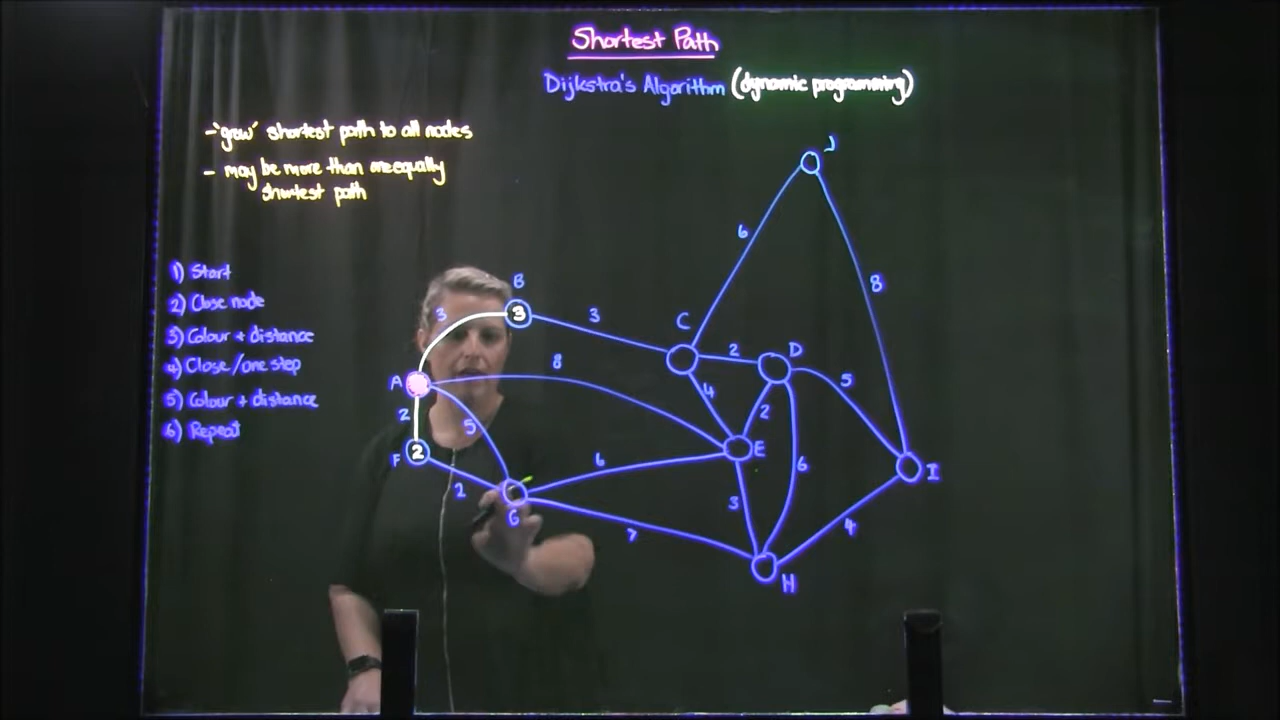 Shortest Path
Dijkstra's Algorithm (dynamic programming)
- 'grow' shortest path to all nodes
- may be more than one equally
shortest path
1) Start
2) Close node
3) Colour + distance
4) Close/one step
5) Colour + distance
6) Repeat
J
6
8
B
3
3
3
C
2
D
8
A
4
5
2
5
2
F
2
E
6
I
2
6
G
3
4
7
H